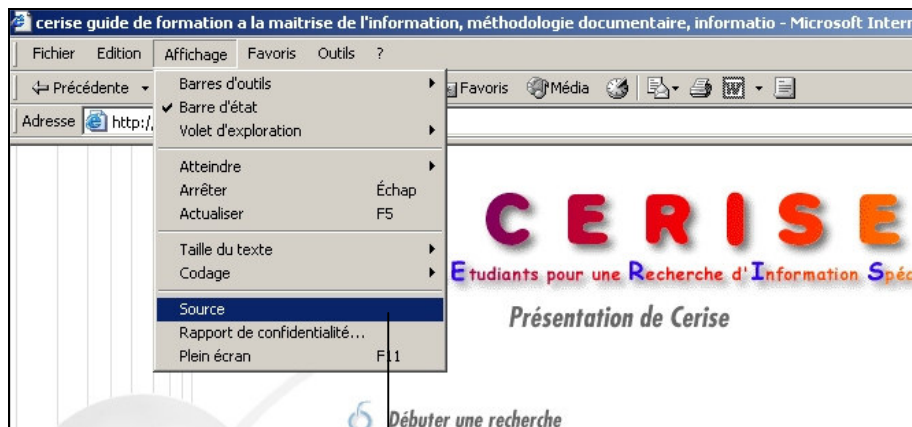 cerise guide de formation a la maitrise de l'information, méthodologie documentaire, informatio - Microsoft Intern
Fichier Edition Affichage Favoris Outils ?
Précédente Favoris Média
Adresse http:/
Barres d'outils
Barre d'état
Volet d'exploration
Atteindre
Arrêter Échap
Actualiser F5
Taille du texte
Codage
Source
Rapport de confidentialité...
Plein écran F11
CERISE
Etudiants pour une Recherche d'Information Spéc
Présentation de Cerise
Débuter une recherche